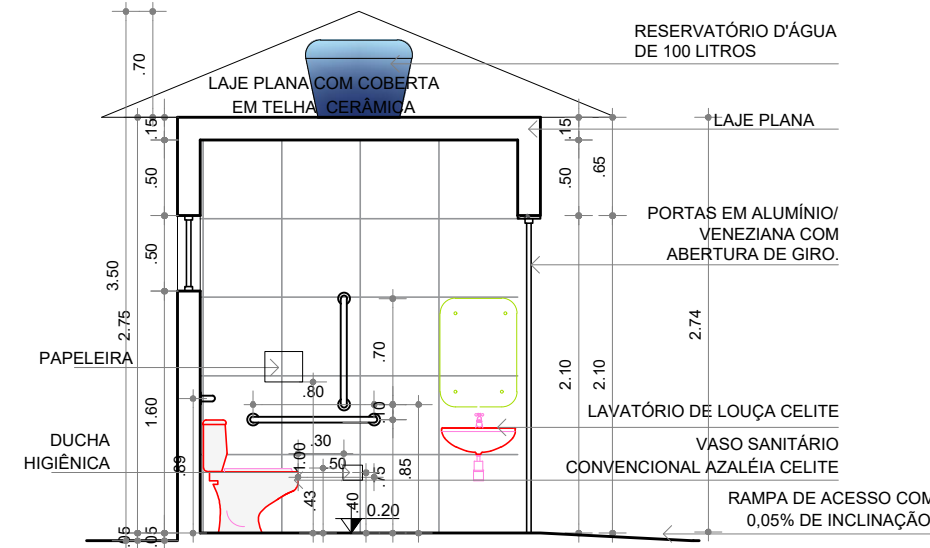 RESERVATÓRIO D'ÁGUA
DE 100 LITROS
.70
LAJE PLANA COM COBERTA
EM TELHA CERÂMICA
.15
.15
LAJE PLANA
.50
.50
.65
PORTAS EM ALUMÍNIO/
VENEZIANA COM
ABERTURA DE GIRO.
.50
3.50
2.75
2.74
PAPELEIRA
.70
.80
2.10
2.10
1.60
.10
LAVATÓRIO DE LOUÇA CELITE
DUCHA
HIGIÊNICA
.30
1.00
.50
.89
.75
.85
VASO SANITÁRIO
CONVENCIONAL AZALÉIA CELITE
.43
.40
0.20
RAMPA DE ACESSO COM
0,05% DE INCLINAÇÃO
.05
.05